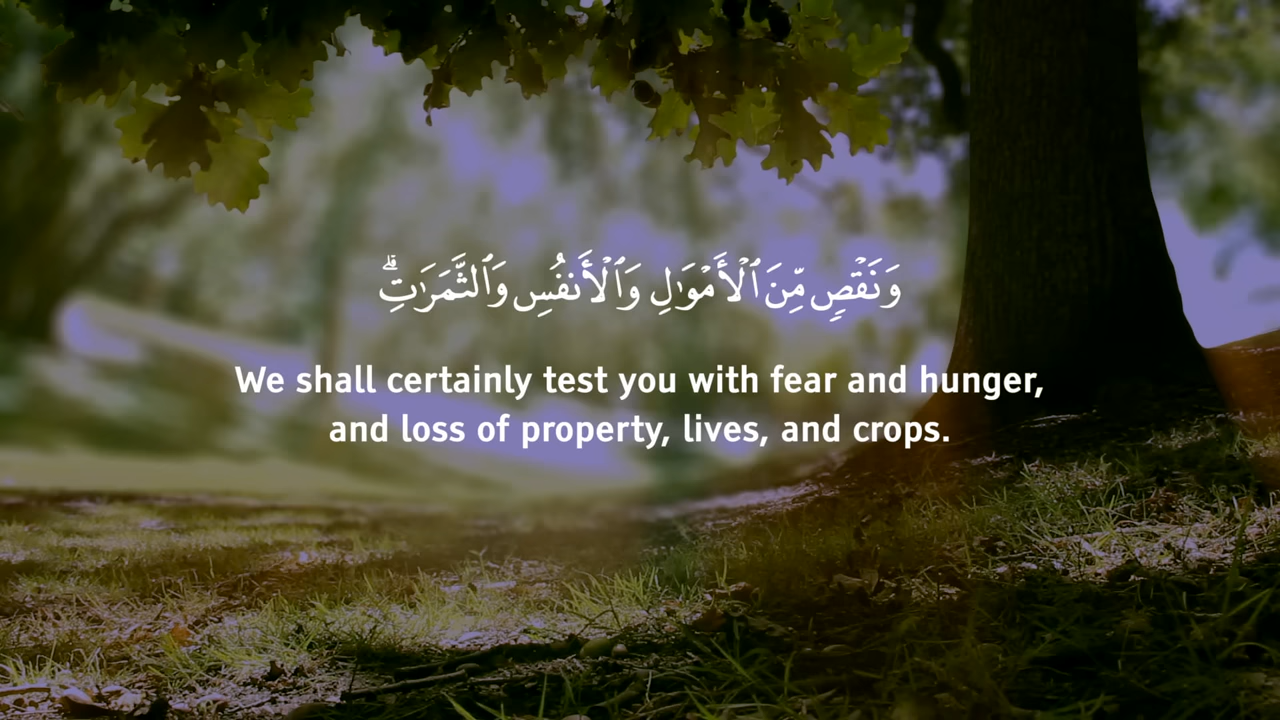 وَنَقْصٍ مِّنَ ٱلْأَمْوَٰلِ وَٱلْأَنفُسِ وَٱلثَّمَرَٰتِ ۗ
We shall certainly test you with fear and hunger,
and loss of property, lives, and crops.